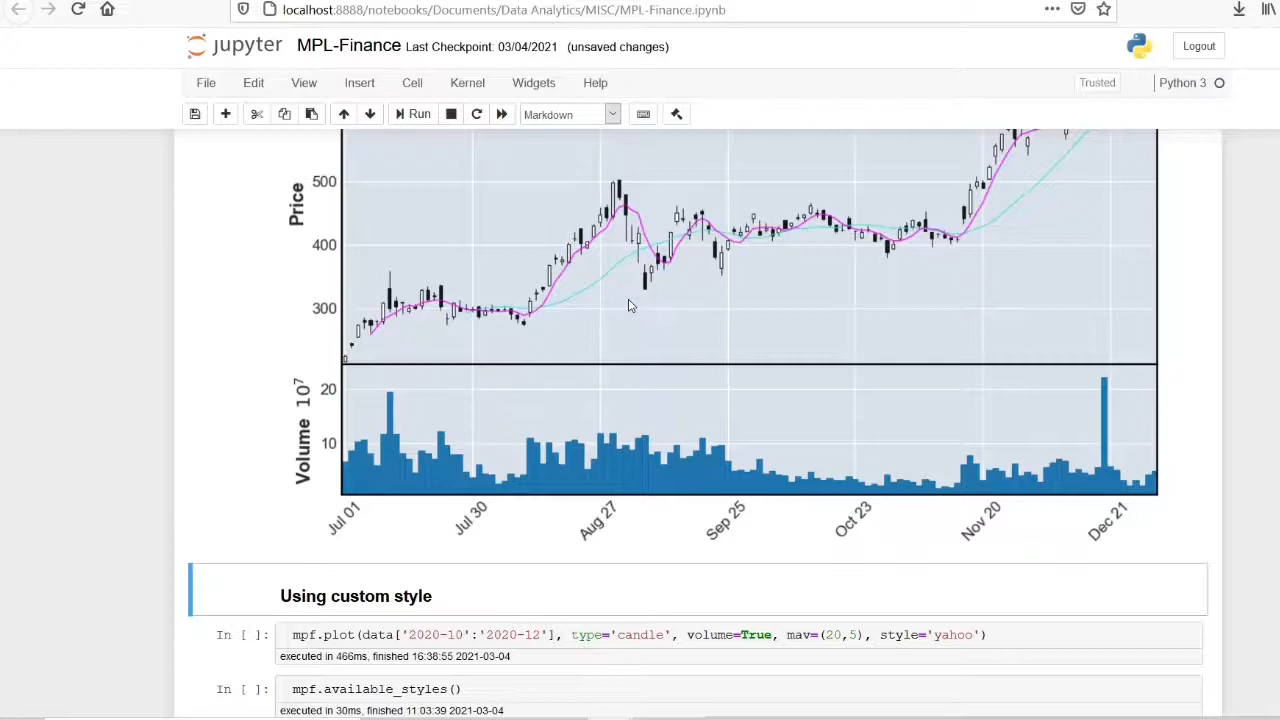 localhost:8888/notebooks/Documents/Data Analytics/MISC/MPL-Finance.ipynb
jupyter MPL-Finance Last Checkpoint: 03/04/2021 (unsaved changes) Logout
File Edit View Insert Cell Kernel Widgets Help Trusted Python 3
Run Markdown
Price
500
400
300
Volume 10^7
20
10
Jul 01 Jul 30 Aug 27 Sep 25 Oct 23 Nov 20 Dec 21
Using custom style
In [ ]: mpf.plot(data['2020-10':'2020-12'], type='candle', volume=True, mav=(20,5), style='yahoo')
executed in 466ms, finished 16:38:55 2021-03-04
In [ ]: mpf.available_styles()
executed in 30ms, finished 11:03:39 2021-03-04